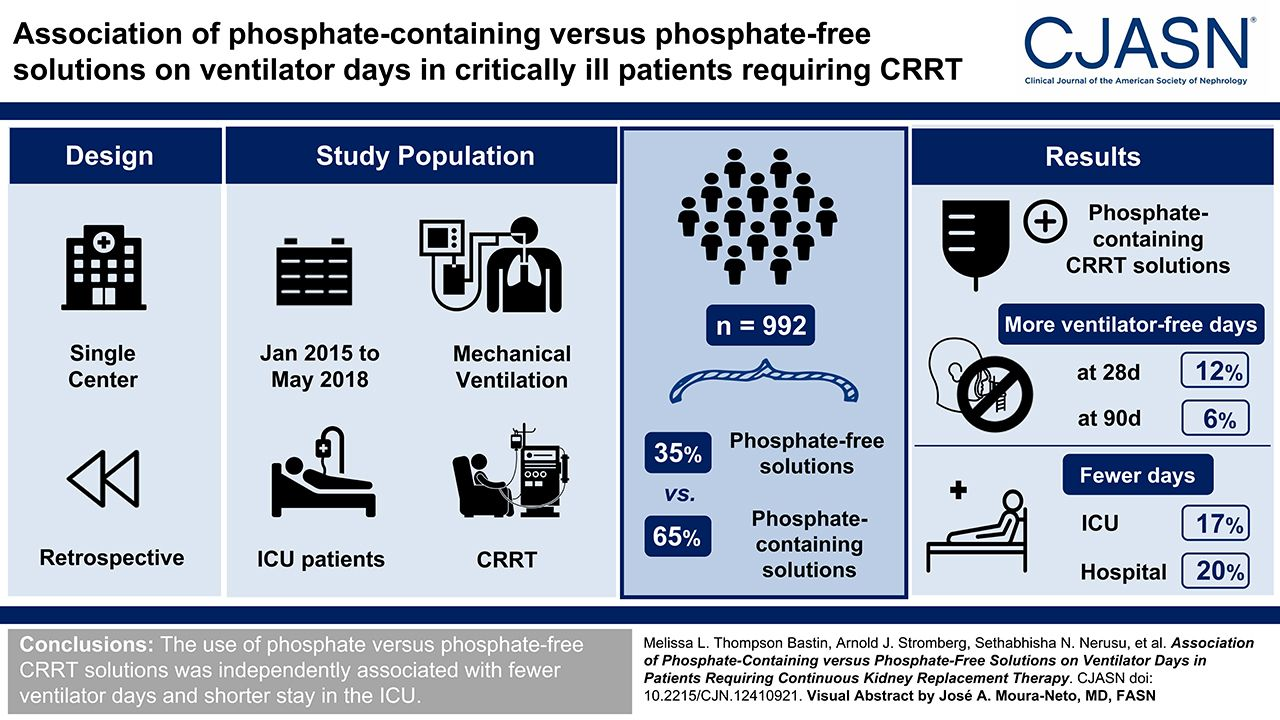 Association of phosphate-containing versus phosphate-free
solutions on ventilator days in critically ill patients requiring CRRT
CJASN®
Clinical Journal of the American Society of Nephrology
Design
Single
Center
Retrospective
Study Population
Jan 2015 to
May 2018
Mechanical
Ventilation
ICU patients
CRRT
n = 992
35%
Phosphate-free
solutions
vs.
65%
Phosphate-
containing
solutions
Results
Phosphate-
containing
CRRT solutions
More ventilator-free days
at 28d 12%
at 90d 6%
Fewer days
ICU 17%
Hospital 20%
Conclusions: The use of phosphate versus phosphate-free
CRRT solutions was independently associated with fewer
ventilator days and shorter stay in the ICU.
Melissa L. Thompson Bastin, Arnold J. Stromberg, Sethabhisha N. Nerusu, et al. Association
of Phosphate-Containing versus Phosphate-Free Solutions on Ventilator Days in
Patients Requiring Continuous Kidney Replacement Therapy. CJASN doi:
10.2215/CJN.12410921. Visual Abstract by José A. Moura-Neto, MD, FASN